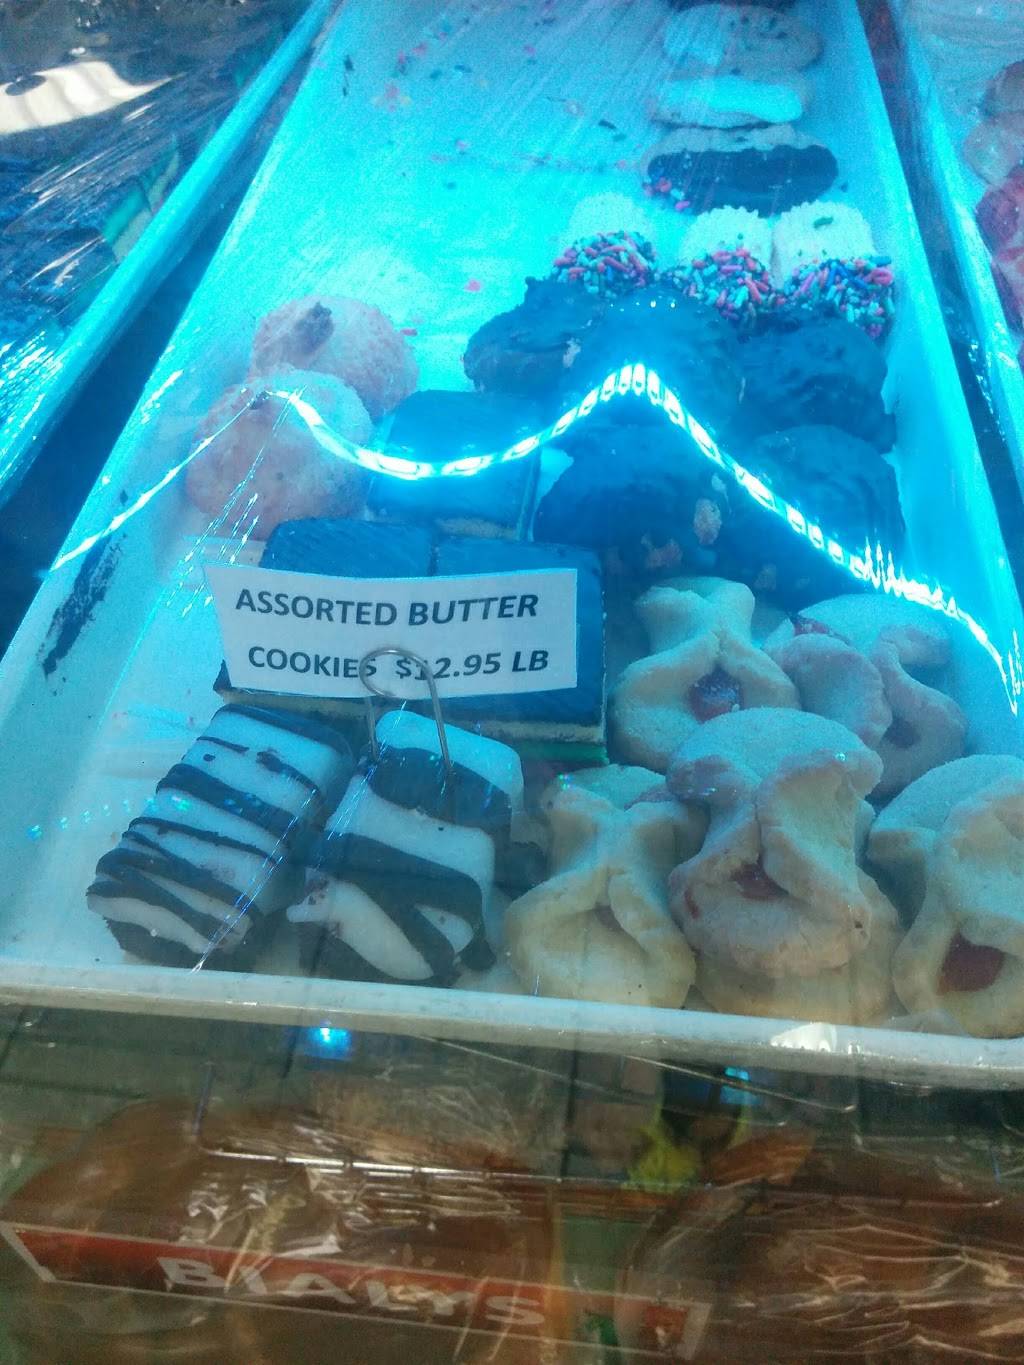 ASSORTED BUTTER
COOKIES $12.95 LB
BIALYS